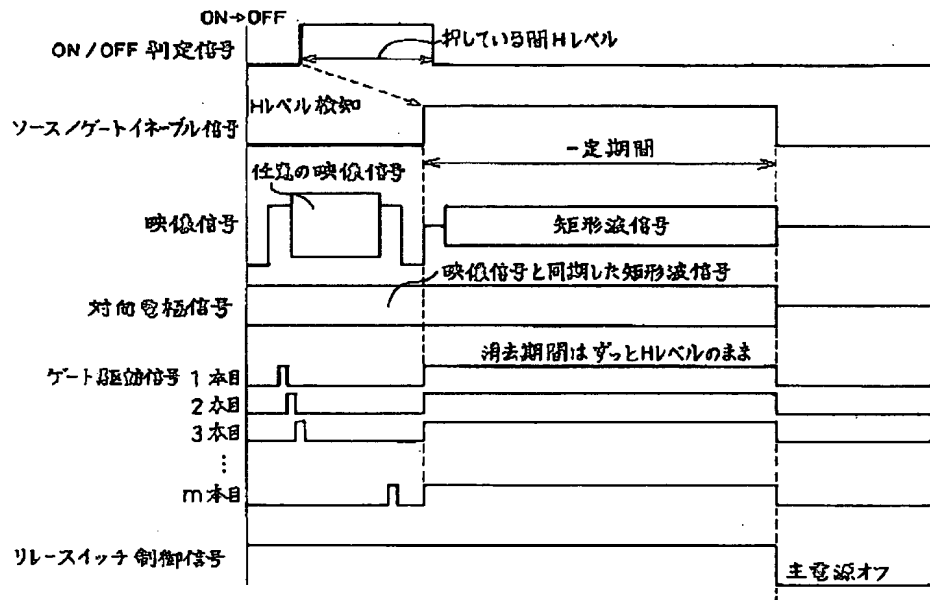 ON→OFF
ON/OFF 判定信号
押している間Hレベル
Hレベル検知
ソース/ゲートイネーブル信号
一定期間
任意の映像信号
映像信号
矩形波信号
映像信号と同期した矩形波信号
対向電極信号
消去期間はずっとHレベルのまま
ゲート駆動信号 1本目
2本目
3本目
⋮
m本目
リレースイッチ制御信号
主電源オフ